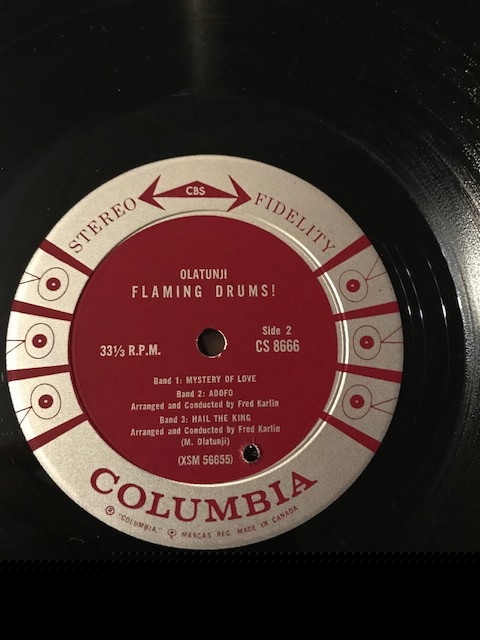 CBS
STEREO FIDELITY
OLATUNJI
FLAMING DRUMS!
33⅓ R.P.M.
Side 2
CS 8666
Band 1: MYSTERY OF LOVE
Band 2: ADOFO
Arranged and Conducted by Fred Karlin
Band 3: HAIL THE KING
Arranged and Conducted by Fred Karlin
(M. Olatunji)
(XSM 56655)
COLUMBIA
® "COLUMBIA" MARCAS REG. MADE IN CANADA